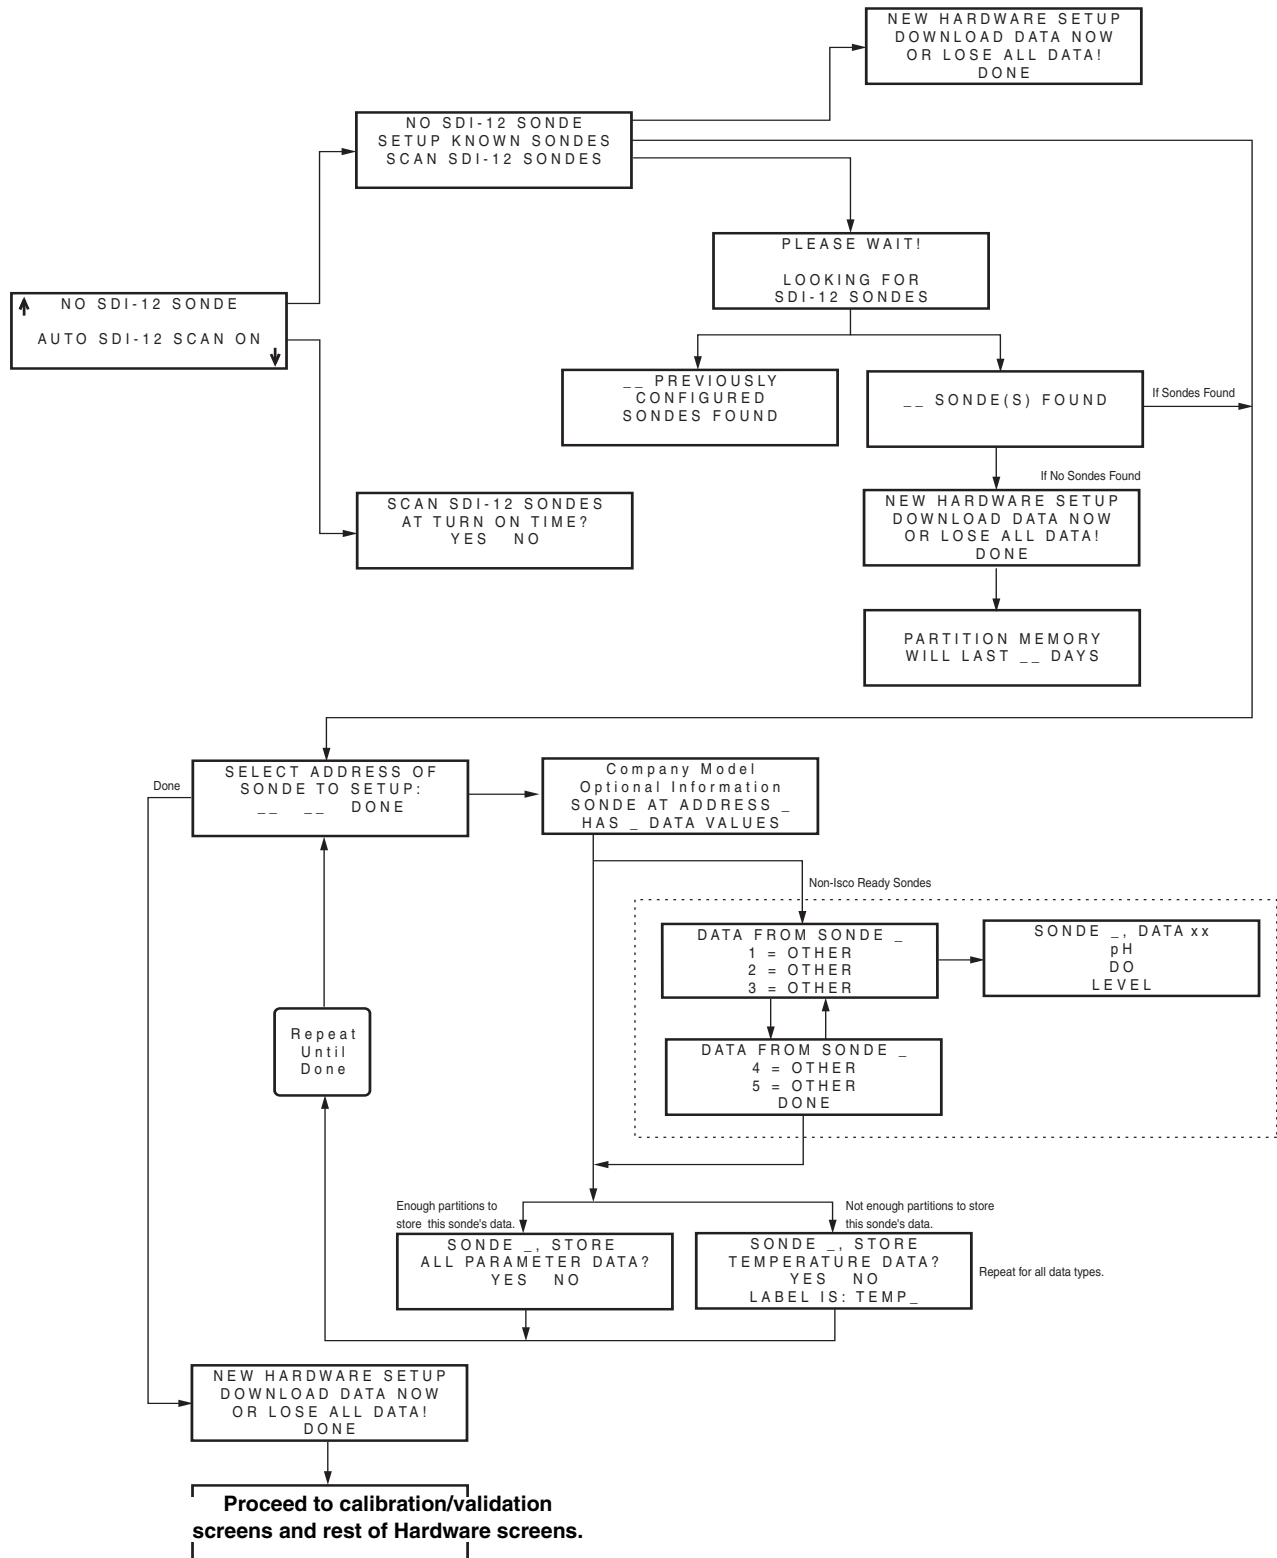 NEW HARDWARE SETUP
DOWNLOAD DATA NOW
OR LOSE ALL DATA!
DONE
NO SDI-12 SONDE
SETUP KNOWN SONDES
SCAN SDI-12 SONDES
PLEASE WAIT!
LOOKING FOR
SDI-12 SONDES
NO SDI-12 SONDE
AUTO SDI-12 SCAN ON
__ PREVIOUSLY
CONFIGURED
SONDES FOUND
__ SONDE(S) FOUND
If Sondes Found
If No Sondes Found
SCAN SDI-12 SONDES
AT TURN ON TIME?
YES NO
NEW HARDWARE SETUP
DOWNLOAD DATA NOW
OR LOSE ALL DATA!
DONE
PARTITION MEMORY
WILL LAST __ DAYS
Done
SELECT ADDRESS OF
SONDE TO SETUP:
__ __ DONE
Company Model
Optional Information
SONDE AT ADDRESS _
HAS _ DATA VALUES
Non-Isco Ready Sondes
DATA FROM SONDE _
1 = OTHER
2 = OTHER
3 = OTHER
SONDE _, DATA xx
pH
DO
LEVEL
Repeat
Until
Done
DATA FROM SONDE _
4 = OTHER
5 = OTHER
DONE
Enough partitions to
store this sonde's data.
Not enough partitions to store
this sonde's data.
SONDE _, STORE
ALL PARAMETER DATA?
YES NO
SONDE _, STORE
TEMPERATURE DATA?
YES NO
LABEL IS: TEMP_
Repeat for all data types.
NEW HARDWARE SETUP
DOWNLOAD DATA NOW
OR LOSE ALL DATA!
DONE
Proceed to calibration/validation
screens and rest of Hardware screens.